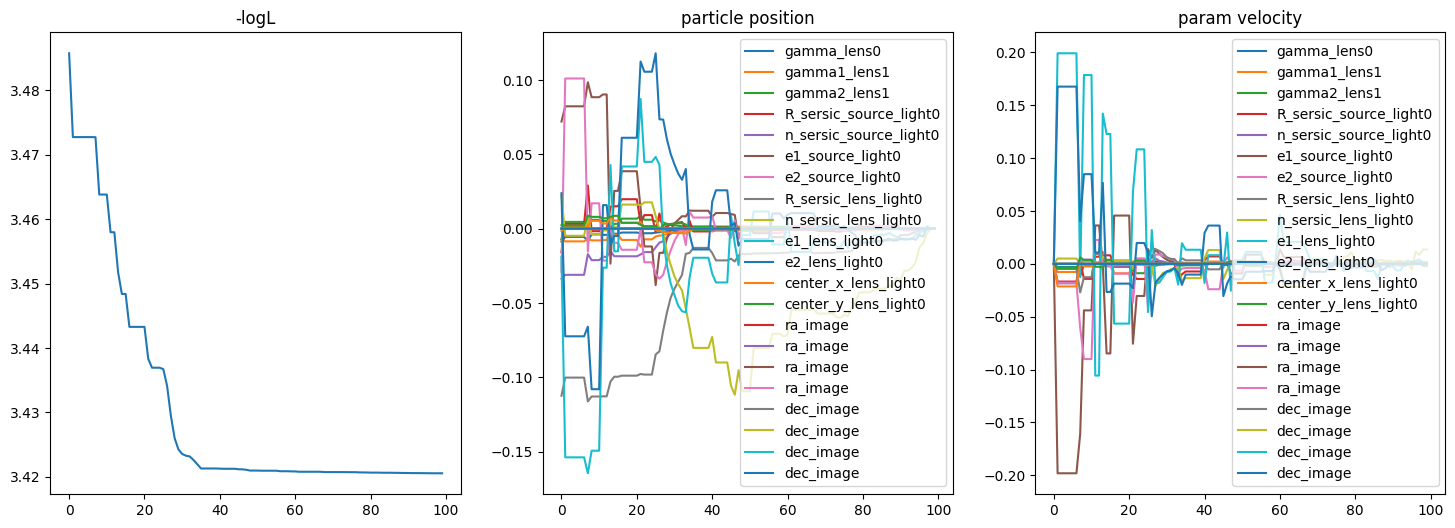 -logL
3.48
3.47
3.46
3.45
3.44
3.43
3.42
0 20 40 60 80 100
particle position
0.10
0.05
0.00
−0.05
−0.10
−0.15
0 20 40 60 80 100
gamma_lens0
gamma1_lens1
gamma2_lens1
R_sersic_source_light0
n_sersic_source_light0
e1_source_light0
e2_source_light0
R_sersic_lens_light0
n_sersic_lens_light0
e1_lens_light0
e2_lens_light0
center_x_lens_light0
center_y_lens_light0
ra_image
ra_image
ra_image
ra_image
dec_image
dec_image
dec_image
dec_image
param velocity
0.20
0.15
0.10
0.05
0.00
−0.05
−0.10
−0.15
−0.20
0 20 40 60 80 100
gamma_lens0
gamma1_lens1
gamma2_lens1
R_sersic_source_light0
n_sersic_source_light0
e1_source_light0
e2_source_light0
R_sersic_lens_light0
n_sersic_lens_light0
e1_lens_light0
e2_lens_light0
center_x_lens_light0
center_y_lens_light0
ra_image
ra_image
ra_image
ra_image
dec_image
dec_image
dec_image
dec_image